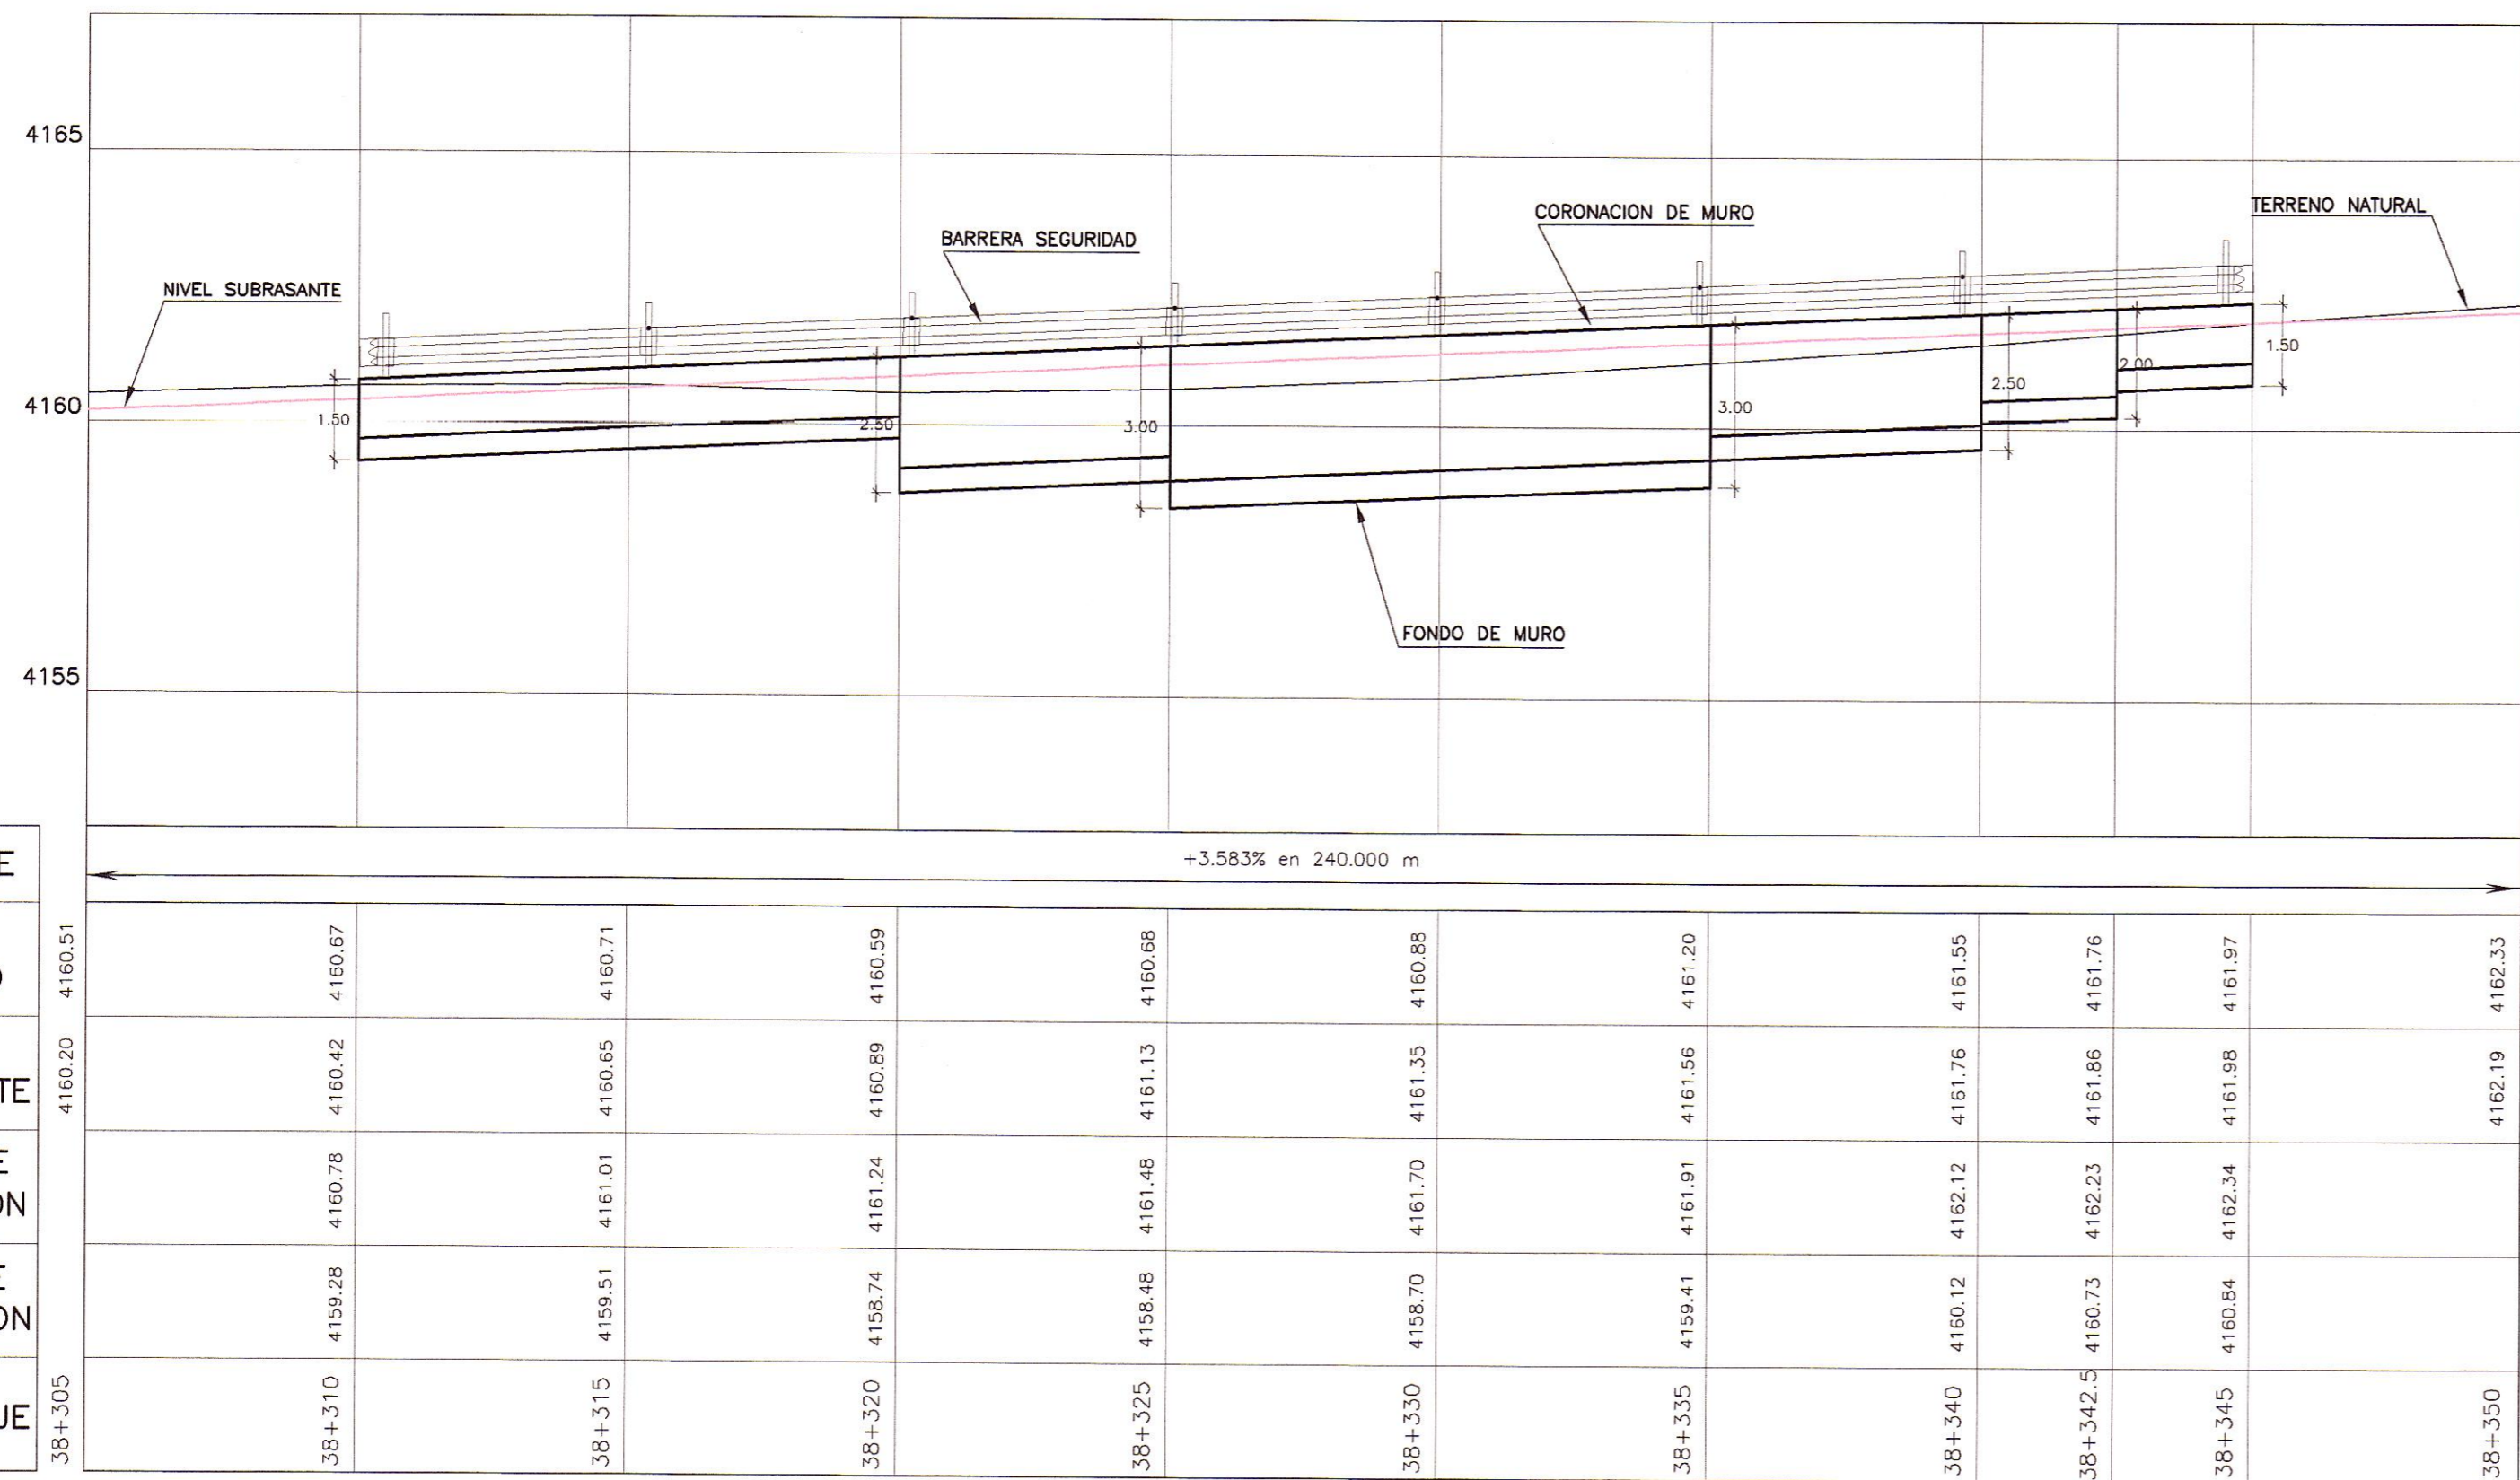 4165
4160
4155
NIVEL SUBRASANTE
BARRERA SEGURIDAD
CORONACION DE MURO
TERRENO NATURAL
FONDO DE MURO
1.50
2.50
3.00
3.00
2.50
2.00
1.50
+3.583% en 240.000 m
4160.51 4160.67 4160.71 4160.59 4160.68 4160.88 4161.20 4161.55 4161.76 4161.97 4162.33
TE
4160.20 4160.42 4160.65 4160.89 4161.13 4161.35 4161.56 4161.76 4161.86 4161.98 4162.19
ON
4160.78 4161.01 4161.24 4161.48 4161.70 4161.91 4162.12 4162.23 4162.34
ON
4159.28 4159.51 4158.74 4158.48 4158.70 4159.41 4160.12 4160.73 4160.84
UE
38+305 38+310 38+315 38+320 38+325 38+330 38+335 38+340 38+342.5 38+345 38+350